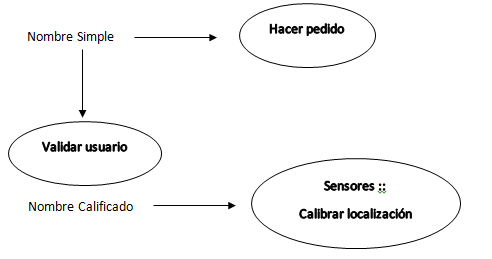 Nombre Simple
Hacer pedido
Validar usuario
Nombre Calificado
Sensores ::
Calibrar localización